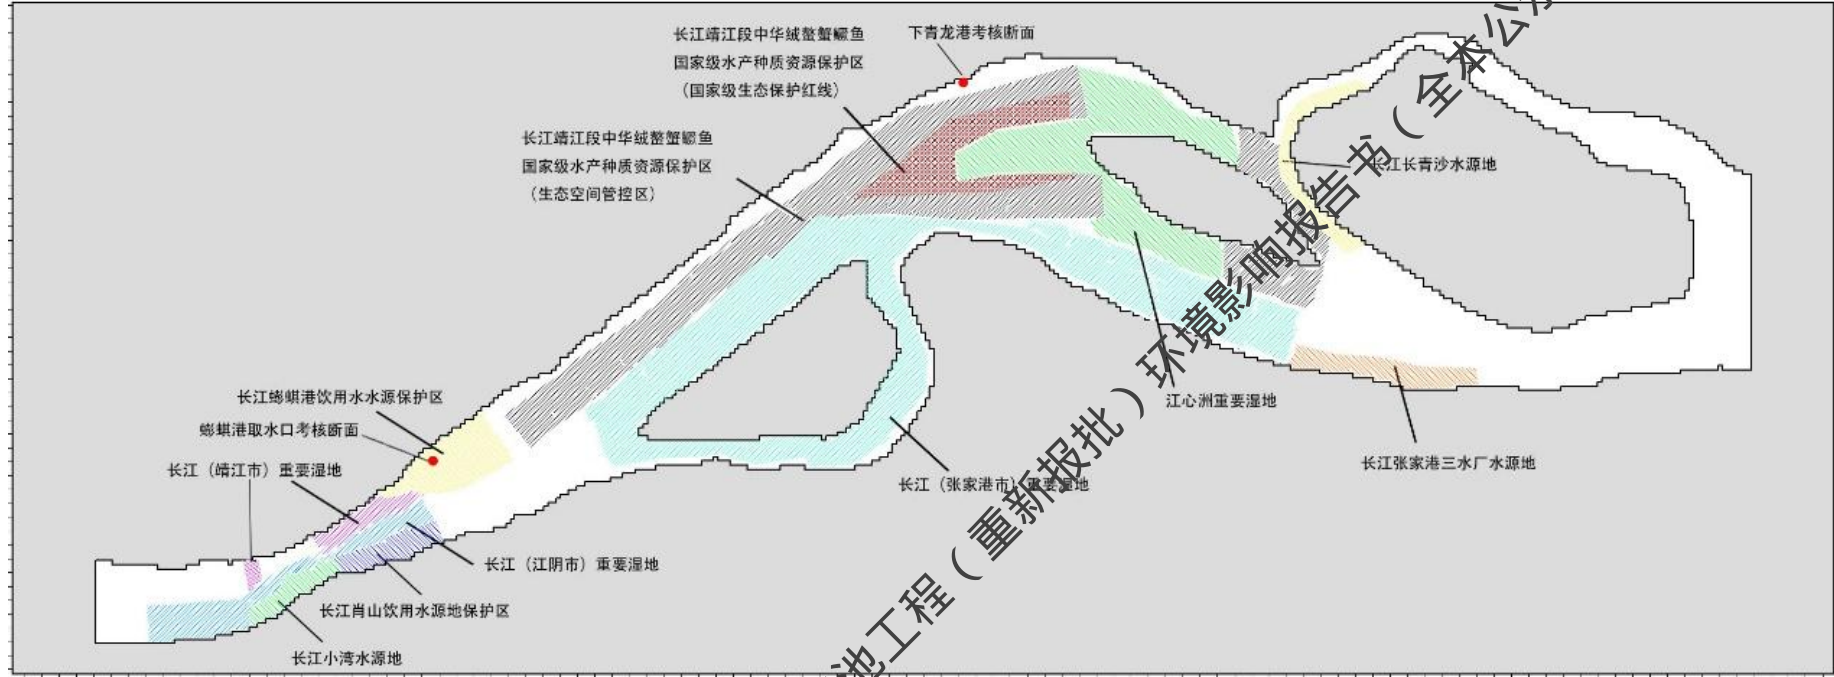 长江靖江段中华绒螯蟹鳜鱼
国家级水产种质资源保护区
（国家级生态保护红线）
下青龙港考核断面
长江靖江段中华绒螯蟹鳜鱼
国家级水产种质资源保护区
（生态空间管控区）
长江长青沙水源地
长江蟛蜞港饮用水水源保护区
蟛蜞港取水口考核断面
长江（靖江市）重要湿地
江心洲重要湿地
长江张家港三水厂水源地
长江（张家港市）重要湿地
长江（江阴市）重要湿地
长江肖山饮用水源地保护区
长江小湾水源地
池工程（重新报批）环境影响报告书（全本公